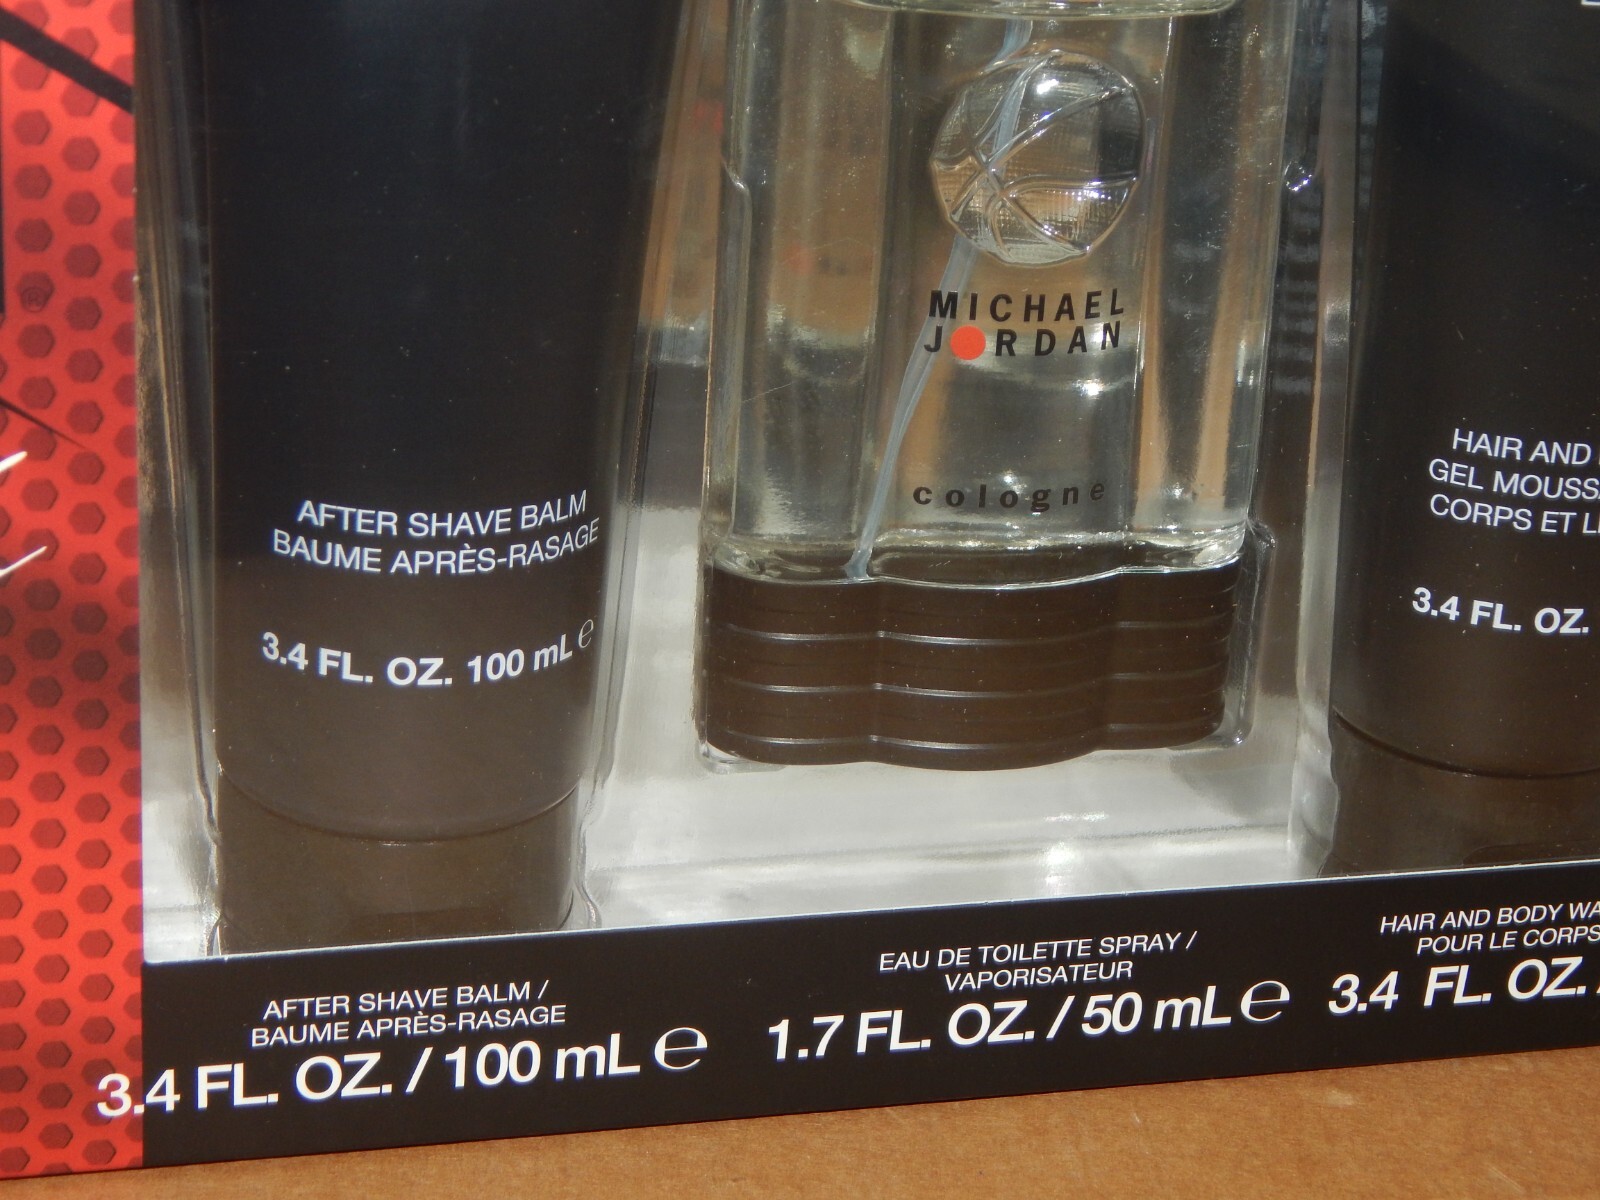 ®
AFTER SHAVE BALM
BAUME APRÈS-RASAGE
3.4 FL. OZ. 100 mL ℮
MICHAEL
JORDAN
cologne
HAIR AND
GEL
CORPS ET
3.4 FL. OZ.
AFTER SHAVE BALM /
BAUME APRÈS-RASAGE
3.4 FL. OZ. / 100 mL ℮
EAU DE TOILETTE SPRAY /
VAPORISATEUR
1.7 FL. OZ. / 50 mL ℮
HAIR AND BODY
POUR LE CORPS
3.4 FL. OZ.